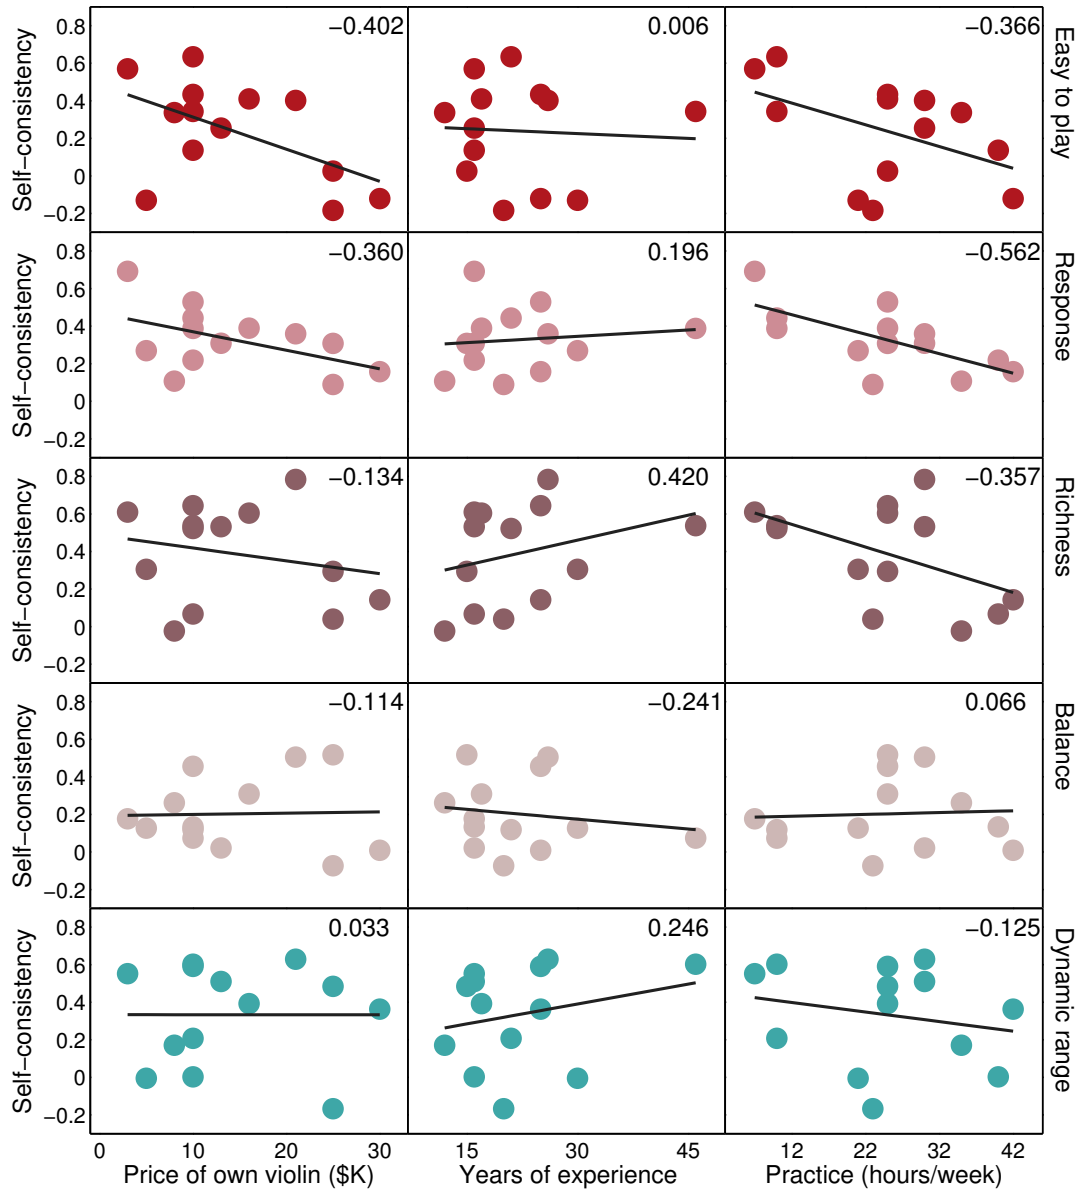 0.8
0.6
0.4
0.2
0
−0.2
Self−consistency
−0.402
0.006
−0.366
Easy to play
0.8
0.6
0.4
0.2
0
−0.2
Self−consistency
−0.360
0.196
−0.562
Response
0.8
0.6
0.4
0.2
0
−0.2
Self−consistency
−0.134
0.420
−0.357
Richness
0.8
0.6
0.4
0.2
0
−0.2
Self−consistency
−0.114
−0.241
0.066
Balance
0.8
0.6
0.4
0.2
0
−0.2
Self−consistency
0.033
0.246
−0.125
Dynamic range
0 10 20 30
15 30 45
12 22 32 42
Price of own violin ($K)
Years of experience
Practice (hours/week)